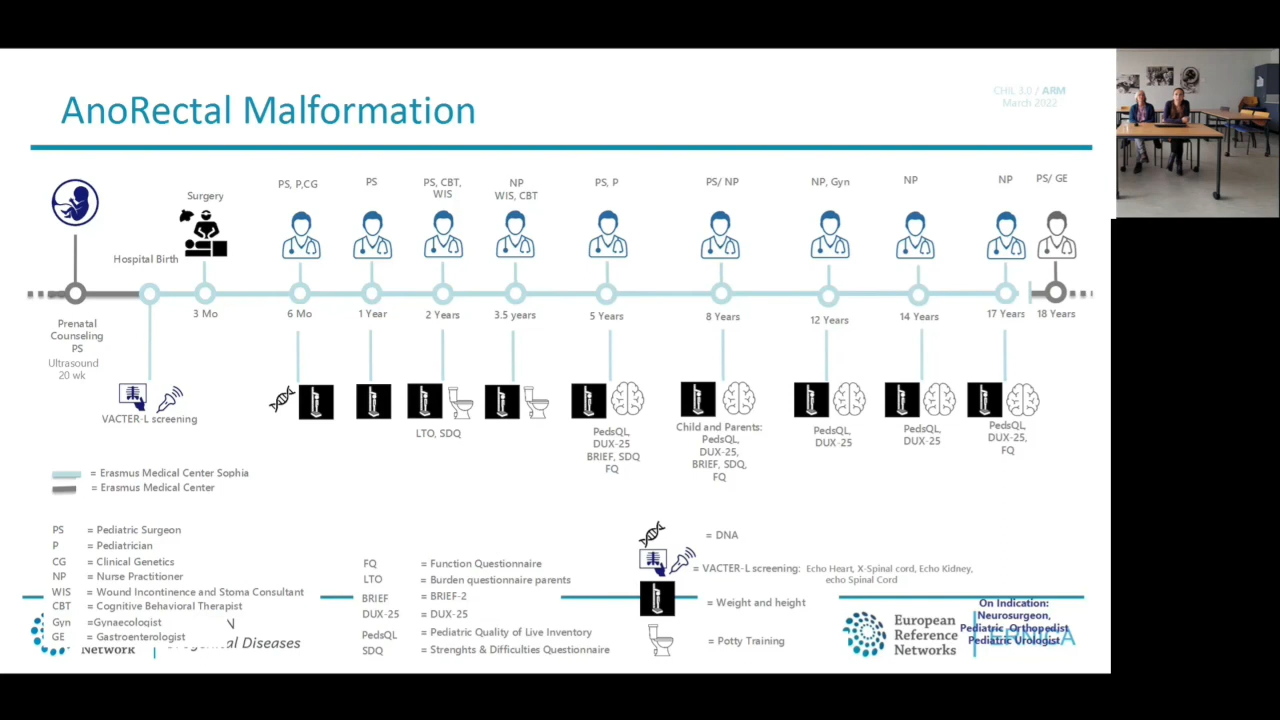 AnoRectal Malformation
CHIL 3.0 / ARM
March 2022
Surgery
PS, P,CG
PS
PS, CBT,
WIS
NP
WIS, CBT
PS, P
PS/ NP
NP, Gyn
NP
NP
PS/ GE
Hospital Birth
Prenatal
Counseling
PS
Ultrasound
20 wk
3 Mo
6 Mo
1 Year
2 Years
3.5 years
5 Years
8 Years
12 Years
14 Years
17 Years
18 Years
VACTER-L screening
LTO, SDQ
PedsQL,
DUX-25
BRIEF, SDQ
FQ
Child and Parents:
PedsQL,
DUX-25,
BRIEF, SDQ,
FQ
PedsQL,
DUX-25
PedsQL,
DUX-25
PedsQL,
DUX-25,
FQ
= Erasmus Medical Center Sophia
= Erasmus Medical Center
PS = Pediatric Surgeon
P = Pediatrician
CG = Clinical Genetics
NP = Nurse Practitioner
WIS = Wound Incontinence and Stoma Consultant
CBT = Cognitive Behavioral Therapist
Gyn =Gynaecologist
GE = Gastroenterologist
FQ = Function Questionnaire
LTO = Burden questionnaire parents
BRIEF = BRIEF-2
DUX-25 = DUX-25
PedsQL = Pediatric Quality of Live Inventory
SDQ = Strenghts & Difficulties Questionnaire
= DNA
= VACTER-L screening: Echo Heart, X-Spinal cord, Echo Kidney,
echo Spinal Cord
= Weight and height
= Potty Training
On Indication:
Neurosurgeon,
Pediatric Orthopedist
Pediatric Urologist
European
Reference
Networks
ERNICA
Network
Diseases